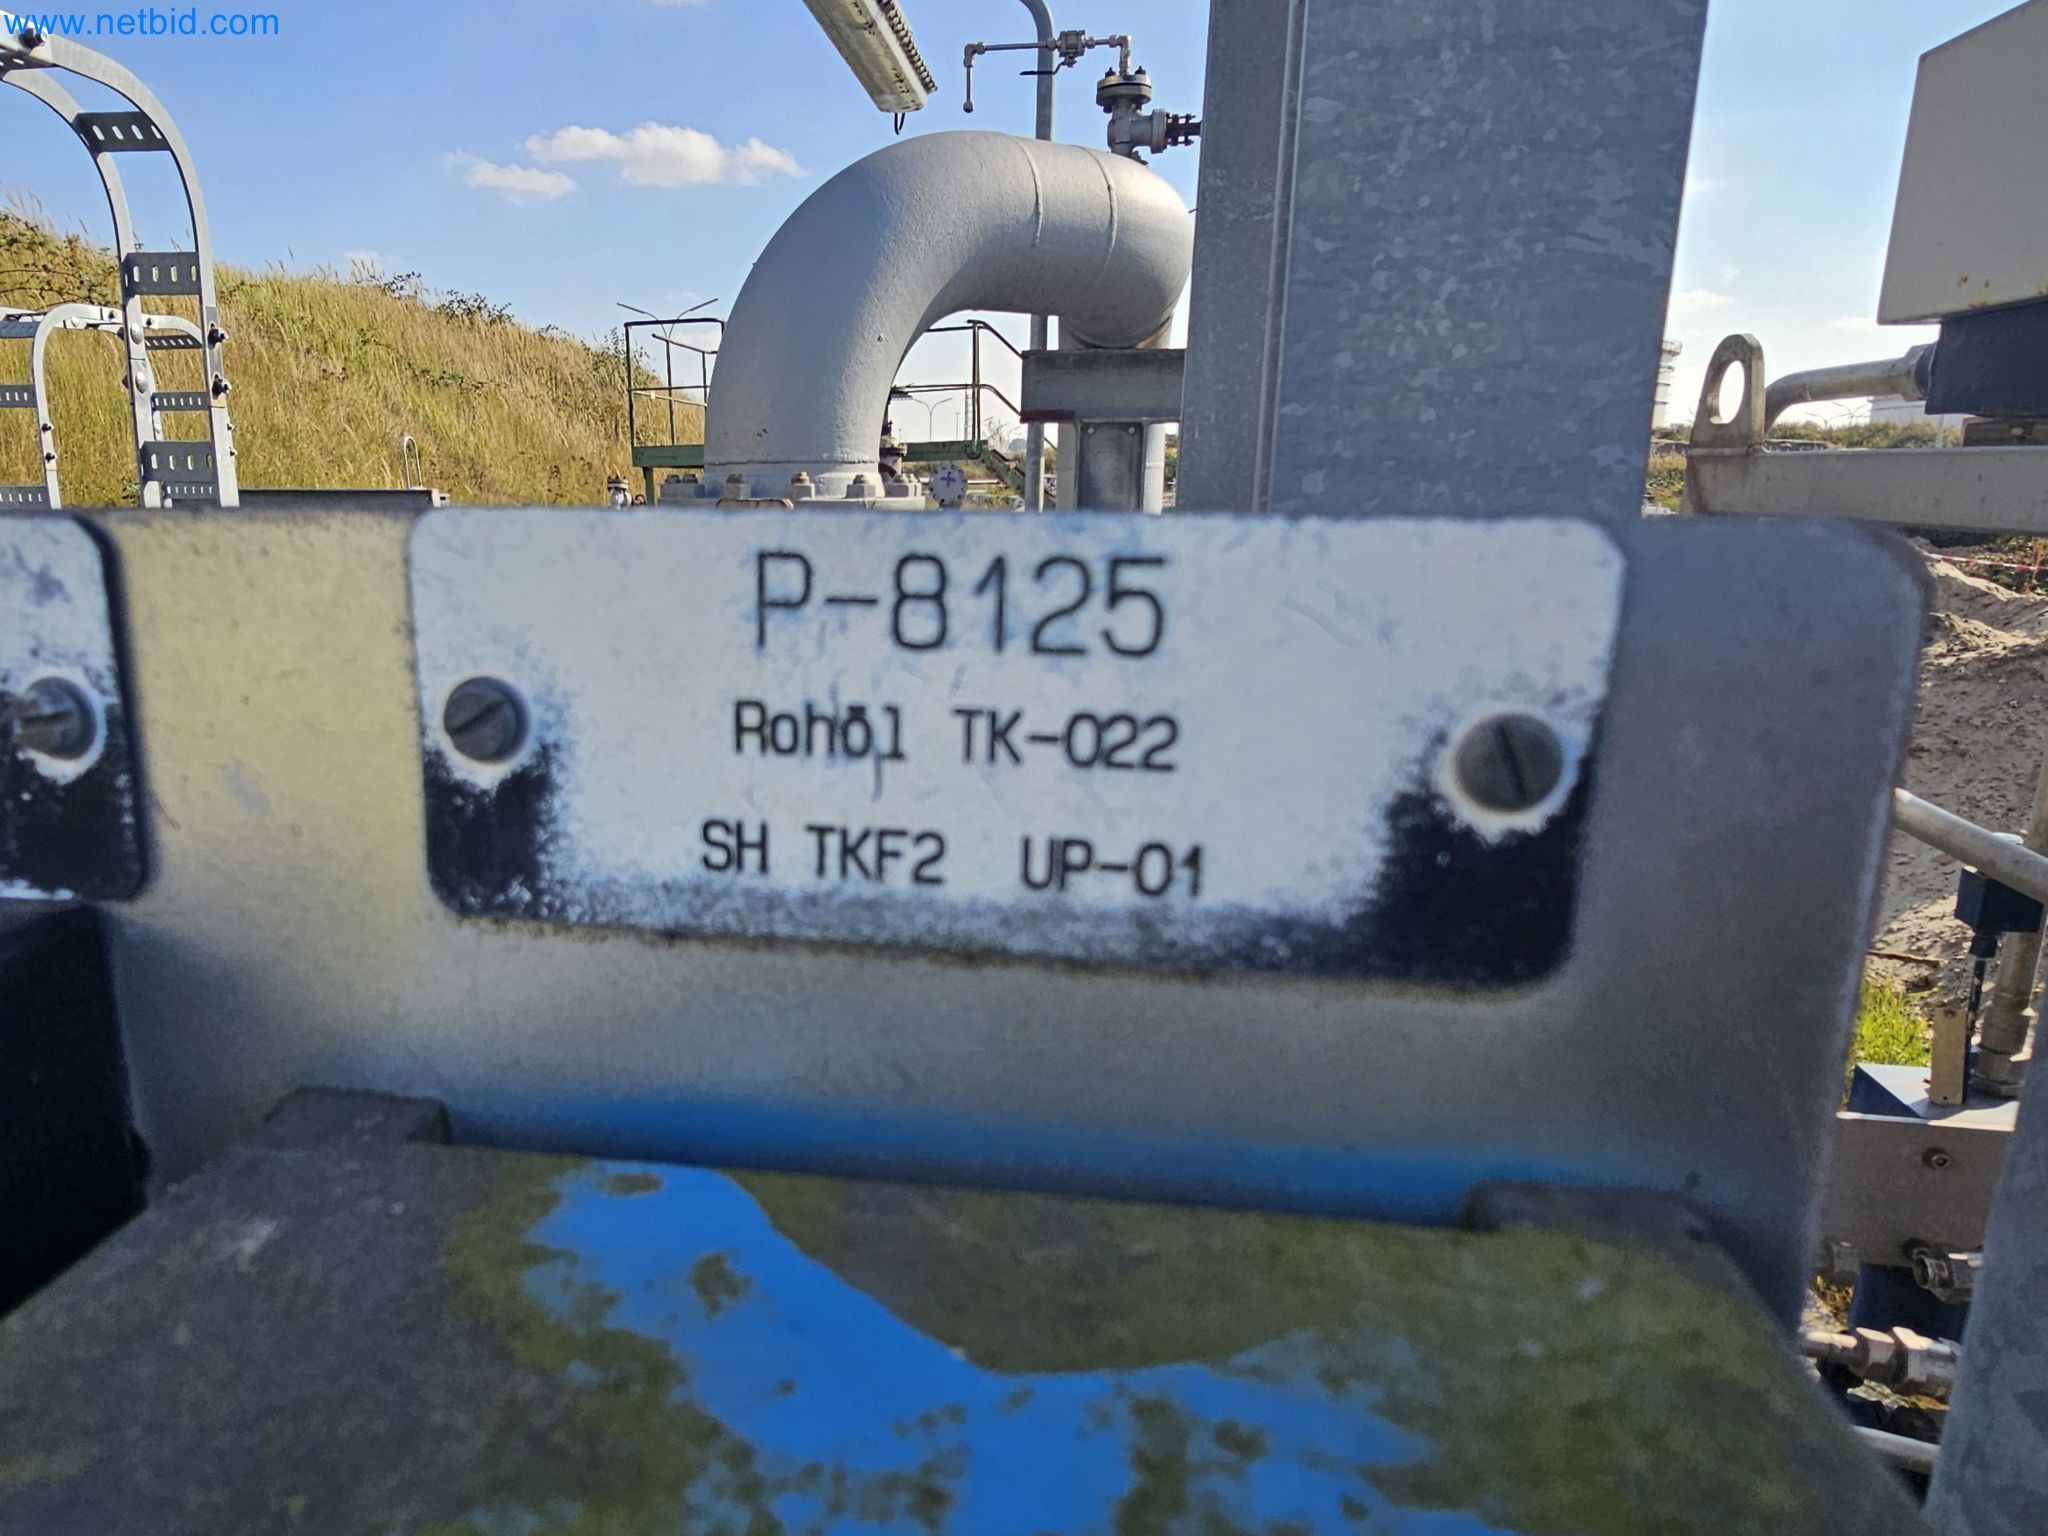 www.netbid.com
P-8125
Rohöl TK-022
SH TKF2 UP-01